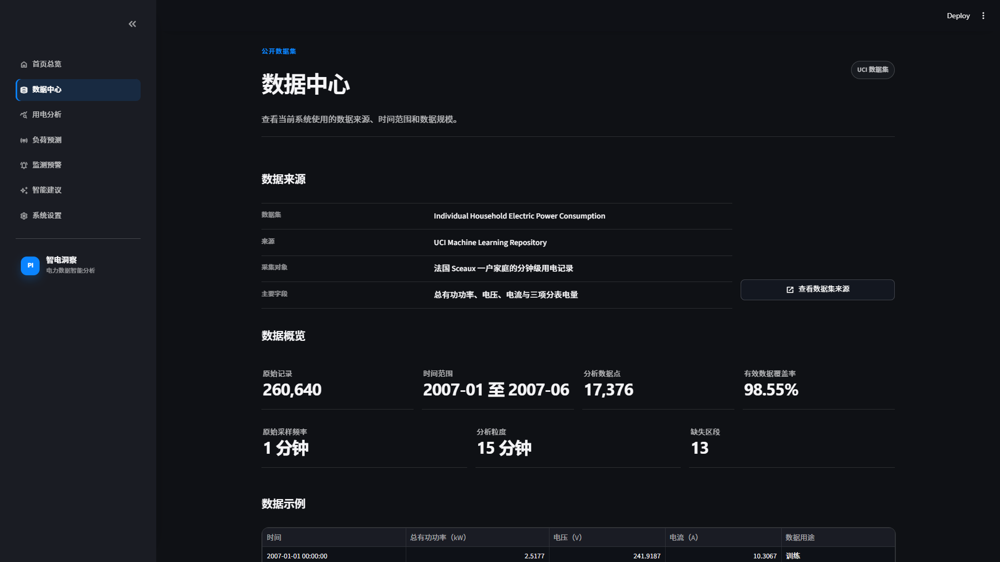 Deploy
首页总览
数据中心
用电分析
负荷预测
监测预警
智能建议
系统设置
PI
智电洞察
电力数据智能分析
公开数据集
数据中心
UCI 数据集
查看当前系统使用的数据来源、时间范围和数据规模。
数据来源
数据集
Individual Household Electric Power Consumption
来源
UCI Machine Learning Repository
采集对象
法国 Sceaux 一户家庭的分钟级用电记录
主要字段
总有功功率、电压、电流与三项分表电量
查看数据集来源
数据概览
原始记录
260,640
时间范围
2007-01 至 2007-06
分析数据点
17,376
有效数据覆盖率
98.55%
原始采样频率
1 分钟
分析粒度
15 分钟
缺失区段
13
数据示例
时间 总有功功率（kW） 电压（V） 电流（A） 数据用途
2007-01-01 00:00:00 2.5177 241.9187 10.3067 训练